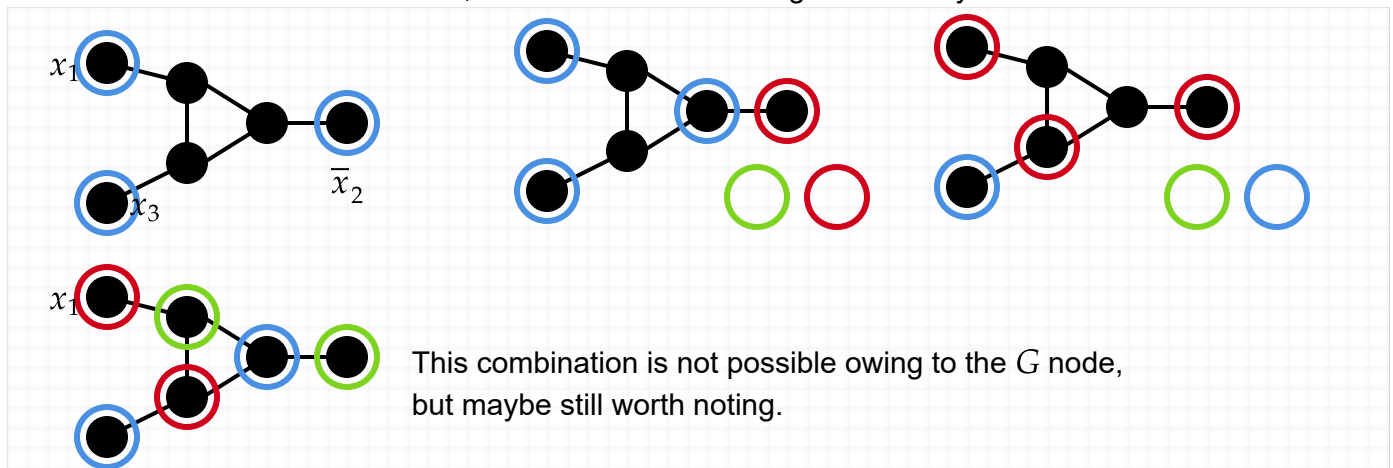 x₁
x₃
x̅₂
x₁
This combination is not possible owing to the G node,
but maybe still worth noting.